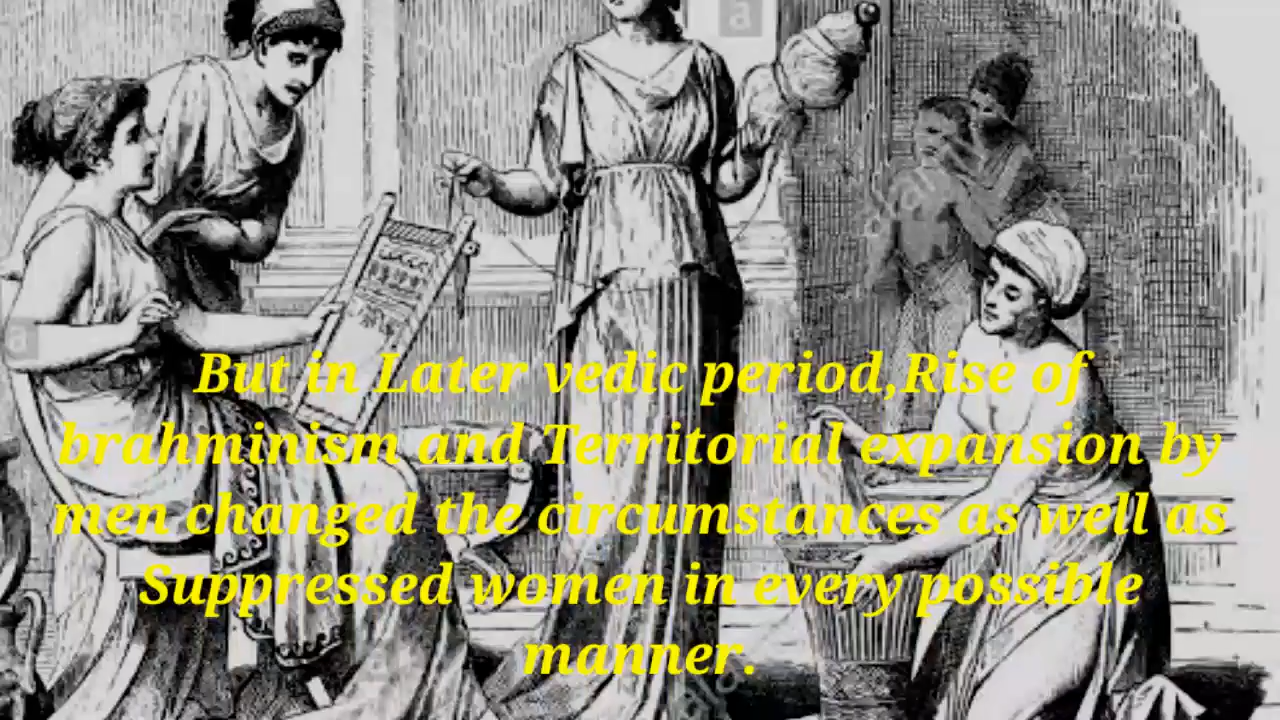 a
But in Later vedic period,Rise of
brahminism and Territorial expansion by
men changed the circumstances as well as
Suppressed women in every possible
manner.
a